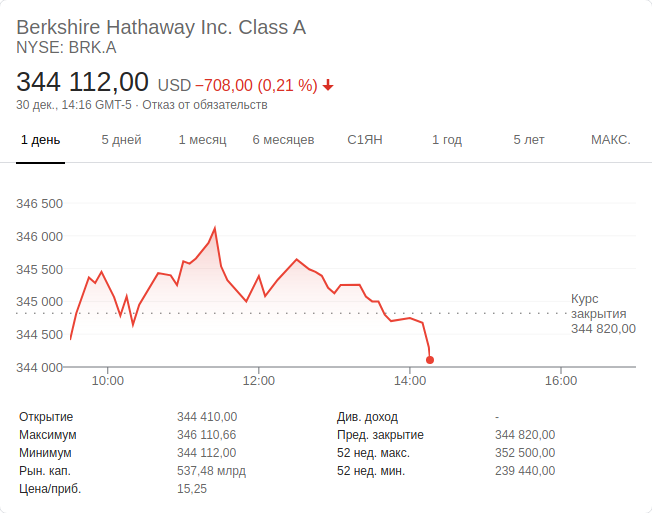 Berkshire Hathaway Inc. Class A
NYSE: BRK.A
344 112,00 USD −708,00 (0,21 %)
30 дек., 14:16 GMT-5 · Отказ от обязательств
1 день 5 дней 1 месяц 6 месяцев С1ЯН 1 год 5 лет МАКС.
346 500
346 000
345 500
345 000
344 500
344 000
Курс
закрытия
344 820,00
10:00 12:00 14:00 16:00
Открытие 344 410,00 Див. доход -
Максимум 346 110,66 Пред. закрытие 344 820,00
Минимум 344 112,00 52 нед. макс. 352 500,00
Рын. кап. 537,48 млрд 52 нед. мин. 239 440,00
Цена/приб. 15,25